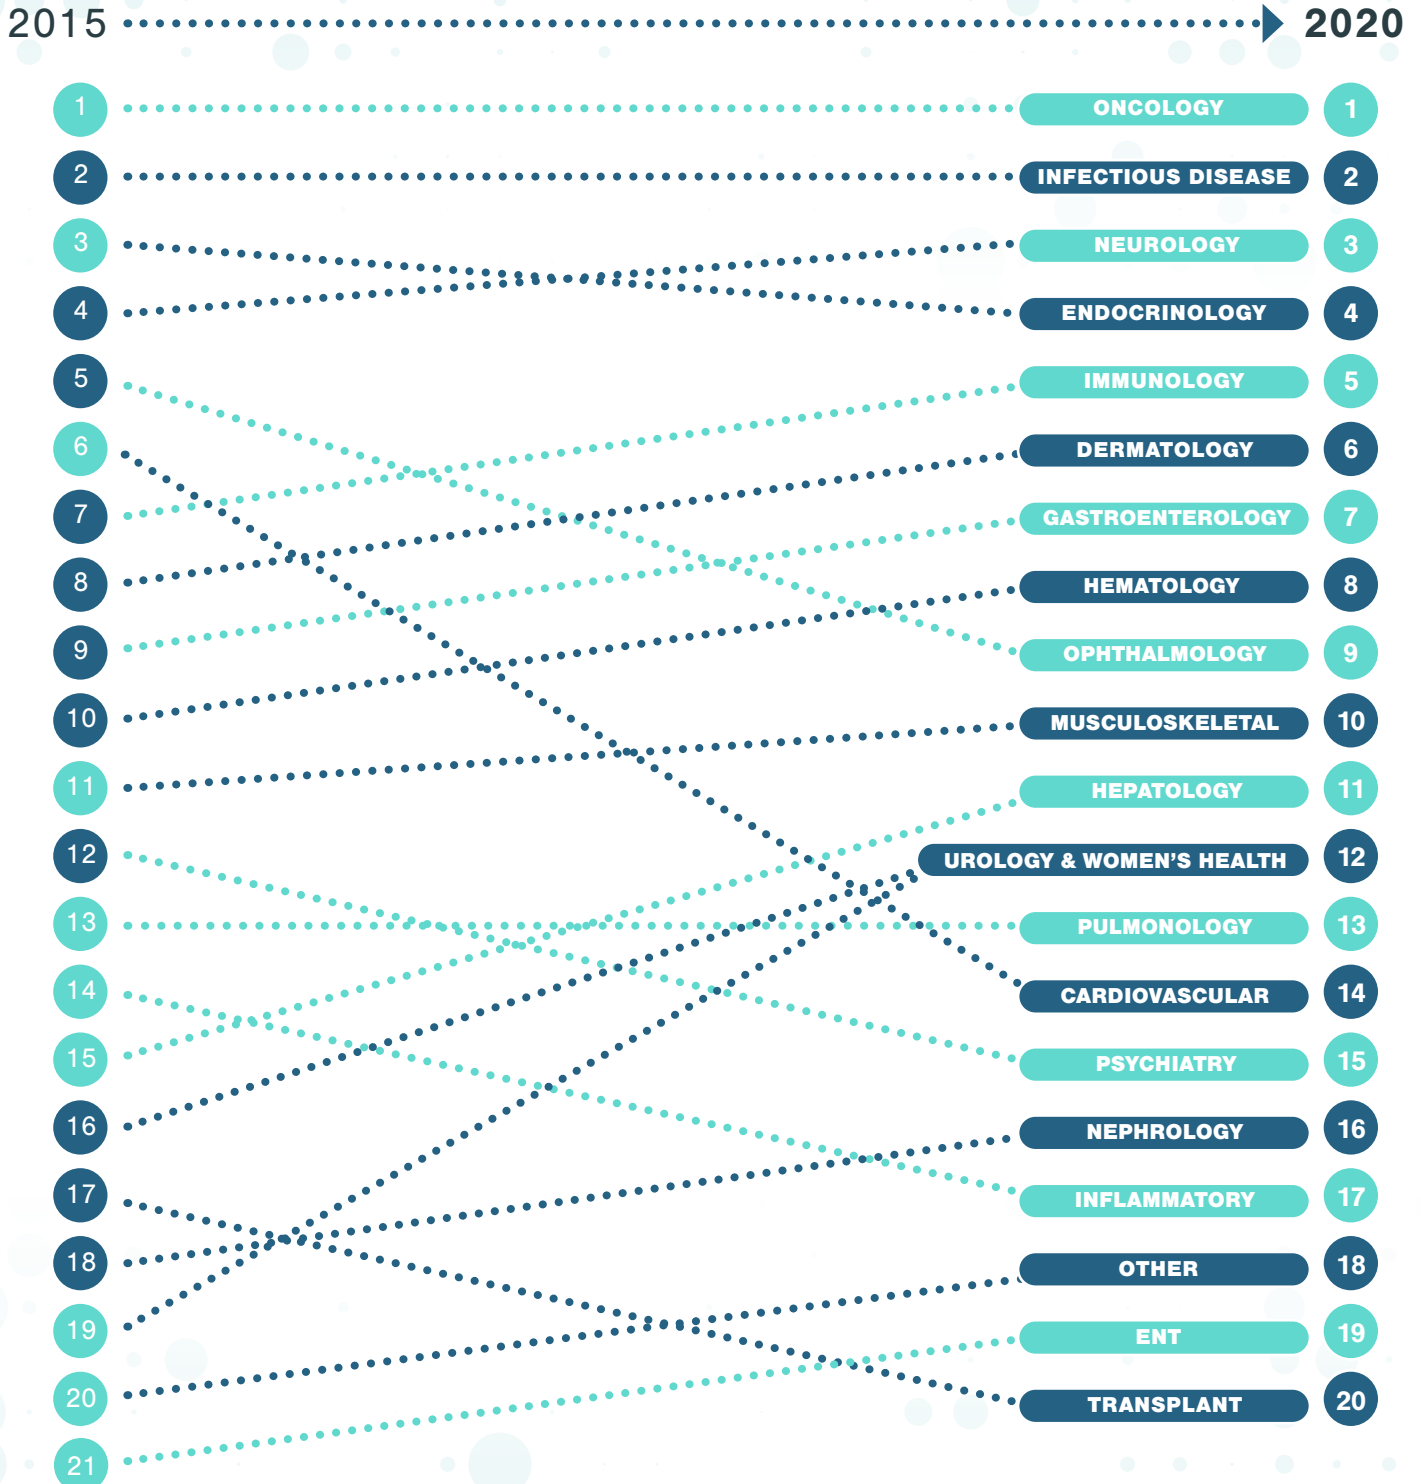 2015 2020
1 ONCOLOGY 1
2 INFECTIOUS DISEASE 2
3 NEUROLOGY 3
4 ENDOCRINOLOGY 4
5 IMMUNOLOGY 5
6 DERMATOLOGY 6
7 GASTROENTEROLOGY 7
8 HEMATOLOGY 8
9 OPHTHALMOLOGY 9
10 MUSCULOSKELETAL 10
11 HEPATOLOGY 11
12 UROLOGY & WOMEN'S HEALTH 12
13 PULMONOLOGY 13
14 CARDIOVASCULAR 14
15 PSYCHIATRY 15
16 NEPHROLOGY 16
17 INFLAMMATORY 17
18 OTHER 18
19 ENT 19
20 TRANSPLANT 20
21